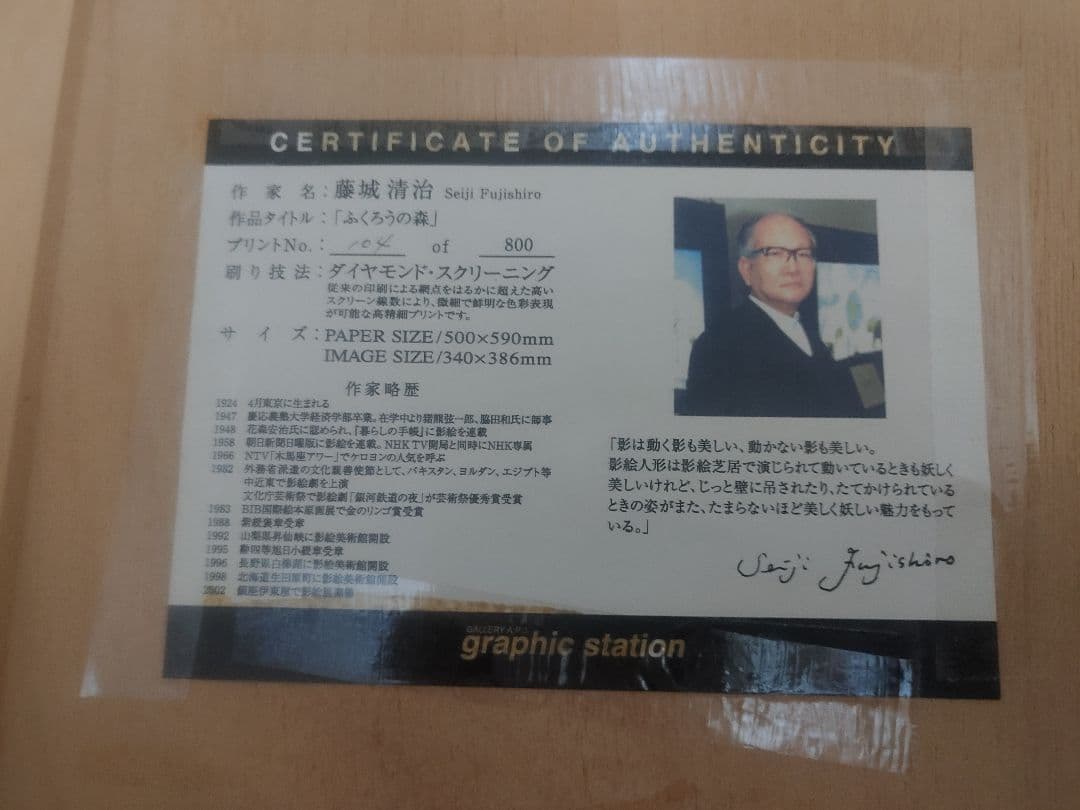 CERTIFICATE OF AUTHENTICITY
作家名：藤城清治 Seiji Fujishiro
作品タイトル：「ふくろうの森」
プリントNo.： 104 of 800
刷り技法：ダイヤモンド・スクリーニング
従来の印刷による網点をはるかに超えた高い
スクリーン線数により、微細で鮮明な色彩表現
が可能な高精細プリントです。
サイズ：PAPER SIZE/500×590mm
IMAGE SIZE/340×386mm
作家略歴
1924 4月東京に生まれる
1947 慶応義塾大学経済学部卒業。在学中より猪熊弦一郎、脇田和氏に師事
1948 花森安治氏に認められ、『暮らしの手帳』に影絵を連載
1958 朝日新聞日曜版に影絵を連載。NHK TV開局と同時にNHK専属
1966 NTV「木馬座アワー」でケロヨンの人気を呼ぶ
1982 外務省派遣の文化親善使節として、パキスタン、ヨルダン、エジプト等
中近東で影絵劇を上演
文化庁芸術祭で影絵劇「銀河鉄道の夜」が芸術祭優秀賞受賞
1983 BIB国際絵本原画展で金のリンゴ賞受賞
1988 紫綬褒章受章
1992 山梨県昇仙峡に影絵美術館開設
1995 勲四等旭日小綬章受章
1996 長野県白樺湖に影絵美術館開設
1998 北海道生田原町に影絵美術館開設
2002 銀座伊東屋で影絵展
「影は動く影も美しい、動かない影も美しい。
影絵人形は影絵芝居で演じられて動いているときも妖しく
美しいけれど、じっと壁に吊されたり、たてかけられている
ときの姿がまた、たまらないほど美しく妖しい魅力をもって
いる。」
Seiji Fujishiro
GALLERY
graphic station